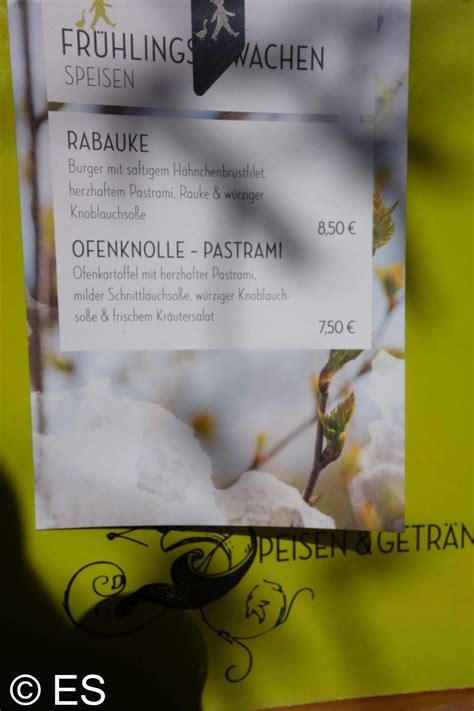 FRÜHLINGS WACHEN
SPEISEN
RABAUKE
Burger mit saftigem Hähnchenbrustfilet,
herzhaftem Pastrami, Rauke & würziger
Knoblauchsoße
8,50 €
OFENKNOLLE – PASTRAMI
Ofenkartoffel mit herzhafter Pastrami,
milder Schnittlauchsoße, würziger Knoblauch-
soße & frischem Kräutersalat
7,50 €
PEISEN & GETRÄN
© ES